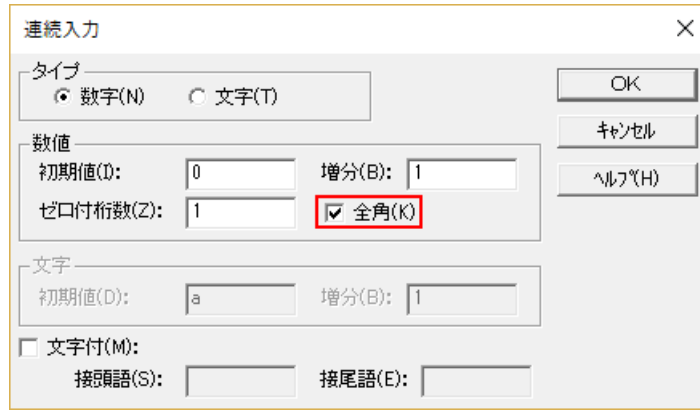 連続入力
タイプ
数字(N) 文字(T)
OK
キャンセル
ヘルプ(H)
数値
初期値(I): 0 増分(B): 1
ゼロ付桁数(Z): 1 全角(K)
文字
初期値(D): a 増分(B): 1
文字付(M):
接頭語(S): 接尾語(E):